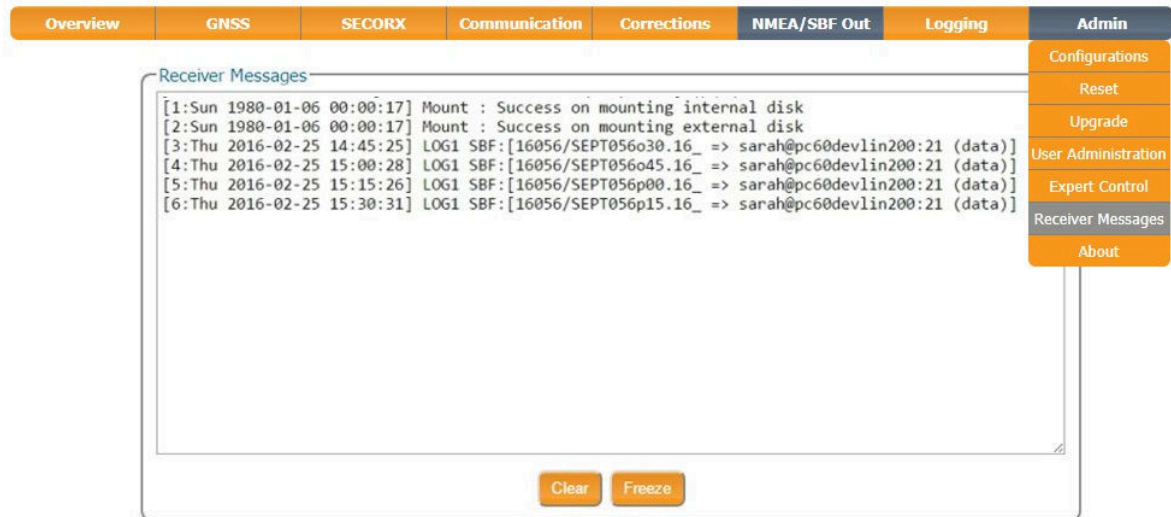 Overview GNSS SECORX Communication Corrections NMEA/SBF Out Logging Admin
Configurations
Reset
Upgrade
User Administration
Expert Control
Receiver Messages
About
Receiver Messages
[1:Sun 1980-01-06 00:00:17] Mount : Success on mounting internal disk
[2:Sun 1980-01-06 00:00:17] Mount : Success on mounting external disk
[3:Thu 2016-02-25 14:45:25] LOG1 SBF:[16056/SEPT056o30.16_ => sarah@pc60devlin200:21 (data)]
[4:Thu 2016-02-25 15:00:28] LOG1 SBF:[16056/SEPT056o45.16_ => sarah@pc60devlin200:21 (data)]
[5:Thu 2016-02-25 15:15:26] LOG1 SBF:[16056/SEPT056p00.16_ => sarah@pc60devlin200:21 (data)]
[6:Thu 2016-02-25 15:30:31] LOG1 SBF:[16056/SEPT056p15.16_ => sarah@pc60devlin200:21 (data)]
Clear Freeze